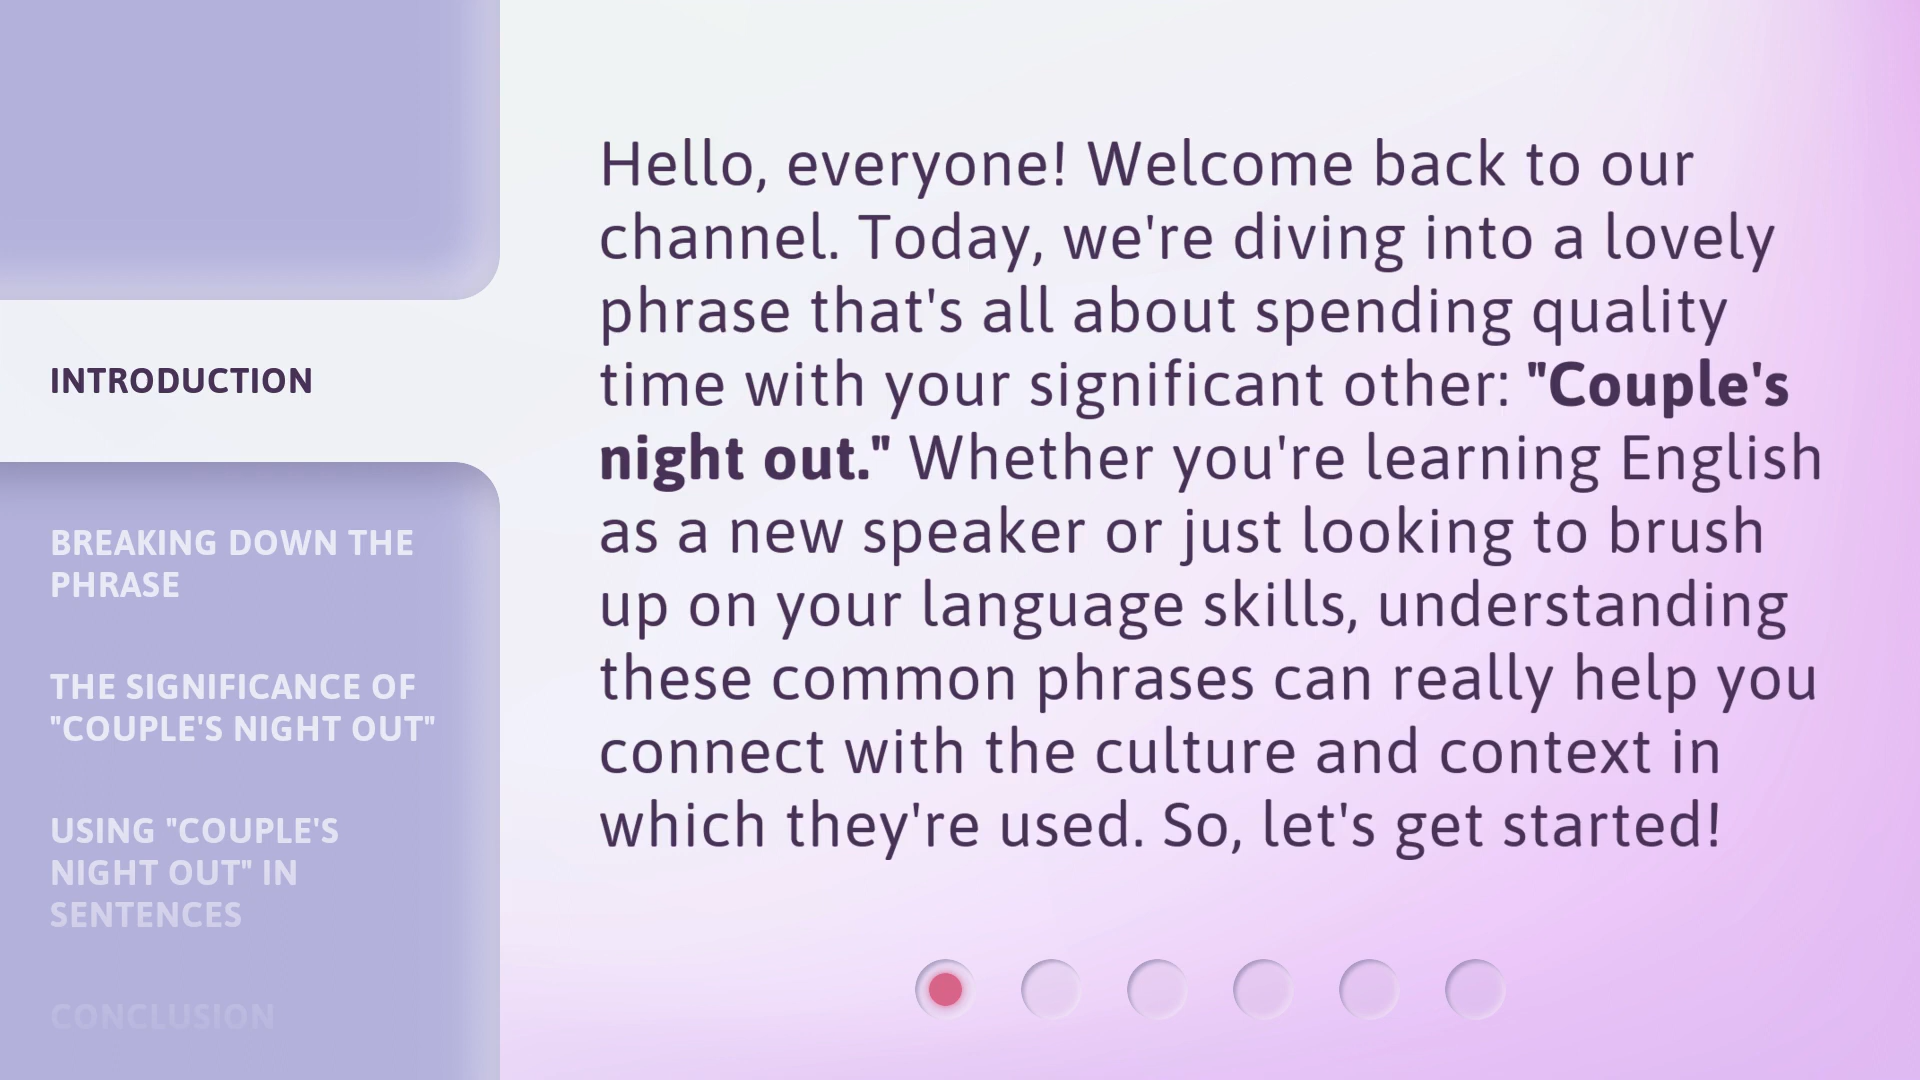 INTRODUCTION
BREAKING DOWN THE
PHRASE
THE SIGNIFICANCE OF
"COUPLE'S NIGHT OUT"
USING "COUPLE'S
NIGHT OUT" IN
SENTENCES
CONCLUSION
Hello, everyone! Welcome back to our
channel. Today, we're diving into a lovely
phrase that's all about spending quality
time with your significant other: "Couple's
night out." Whether you're learning English
as a new speaker or just looking to brush
up on your language skills, understanding
these common phrases can really help you
connect with the culture and context in
which they're used. So, let's get started!